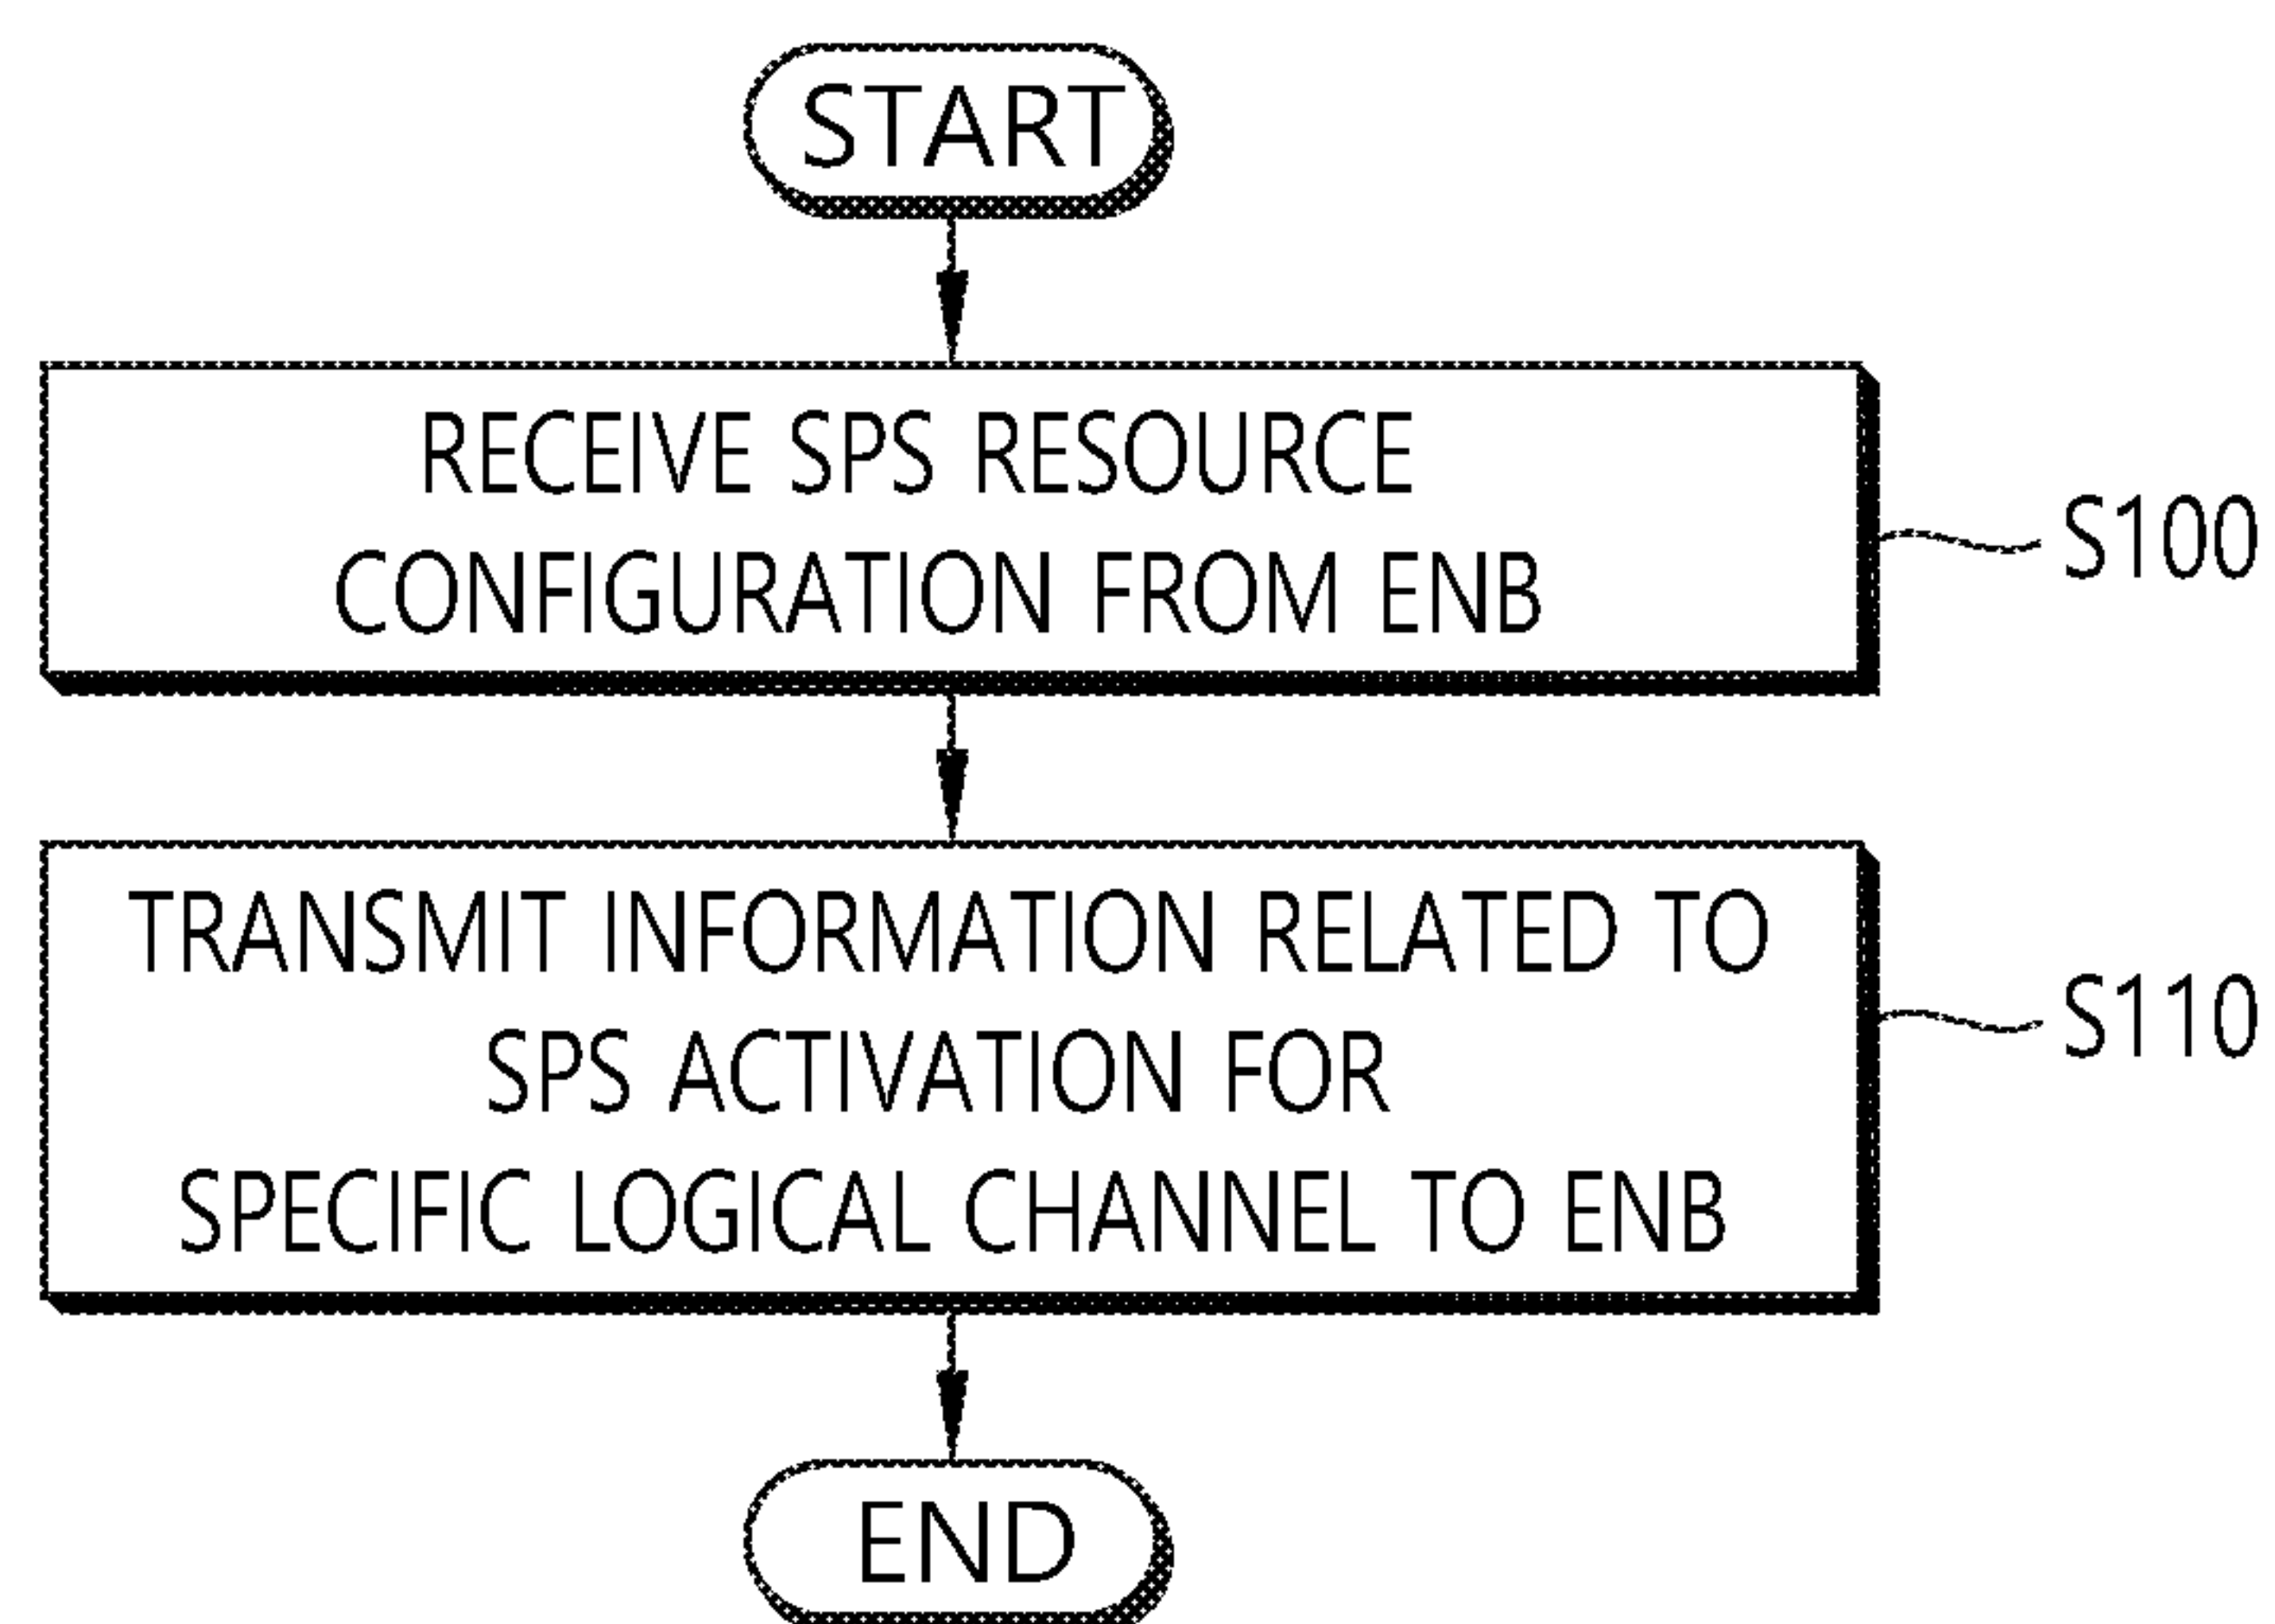 START
RECEIVE SPS RESOURCE
CONFIGURATION FROM ENB
S100
TRANSMIT INFORMATION RELATED TO
SPS ACTIVATION FOR
SPECIFIC LOGICAL CHANNEL TO ENB
S110
END